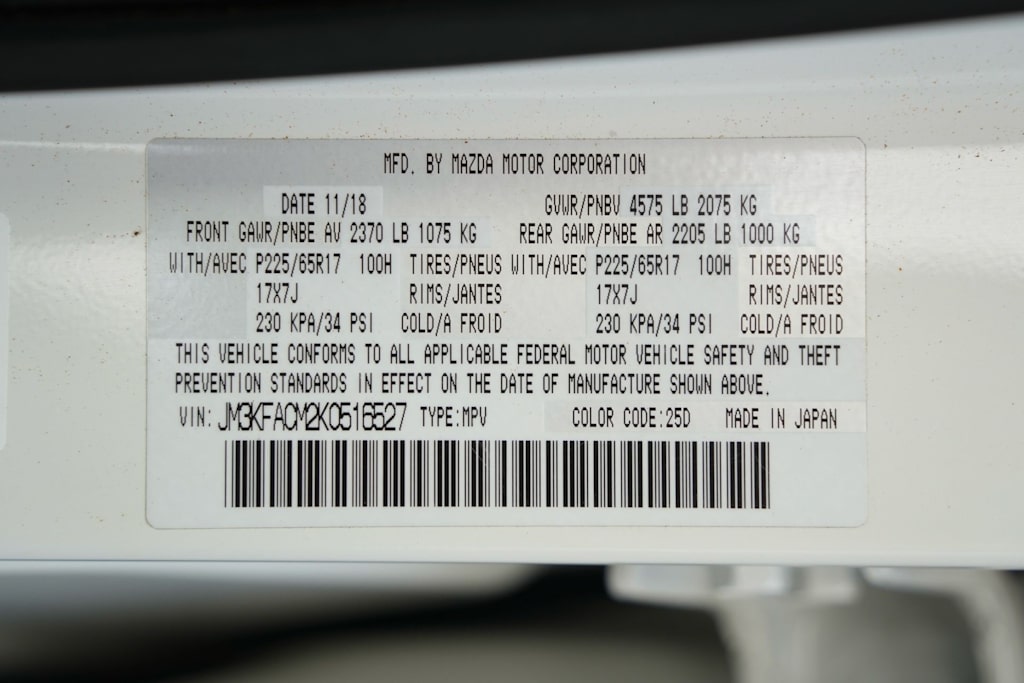 MFD. BY MAZDA MOTOR CORPORATION
DATE 11/18 GVWR/PNBV 4575 LB 2075 KG
FRONT GAWR/PNBE AV 2370 LB 1075 KG REAR GAWR/PNBE AR 2205 LB 1000 KG
WITH/AVEC P225/65R17 100H TIRES/PNEUS WITH/AVEC P225/65R17 100H TIRES/PNEUS
17X7J RIMS/JANTES 17X7J RIMS/JANTES
230 KPA/34 PSI COLD/A FROID 230 KPA/34 PSI COLD/A FROID
THIS VEHICLE CONFORMS TO ALL APPLICABLE FEDERAL MOTOR VEHICLE SAFETY AND THEFT
PREVENTION STANDARDS IN EFFECT ON THE DATE OF MANUFACTURE SHOWN ABOVE.
VIN: JM3KFACM2K0516527 TYPE:MPV COLOR CODE:25D MADE IN JAPAN